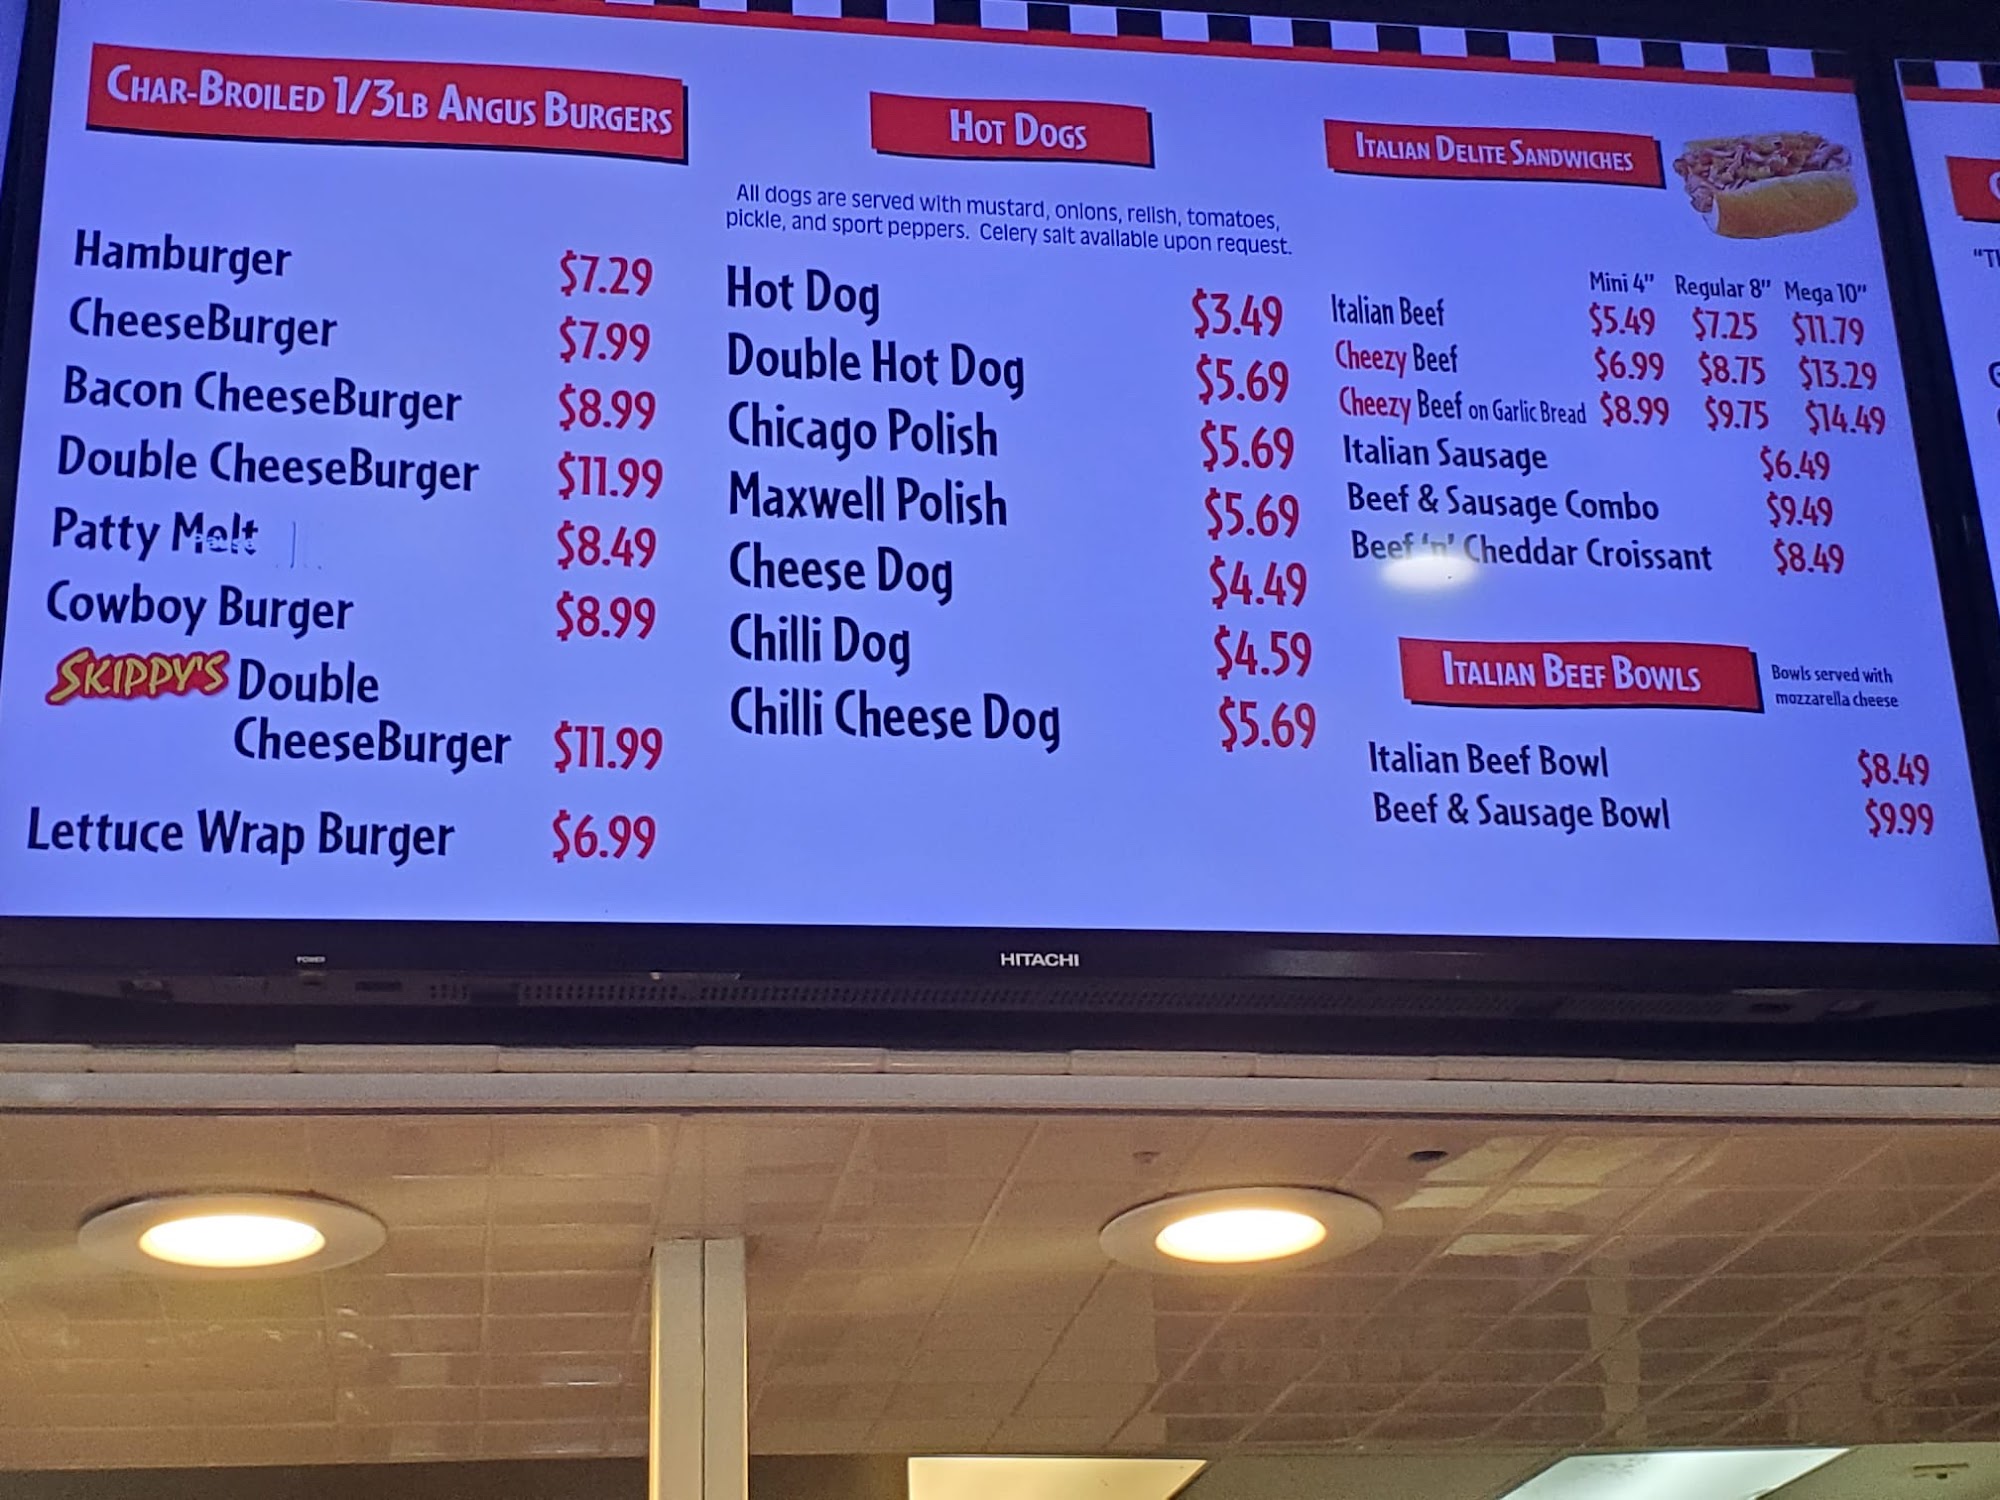 Char-Broiled 1/3lb Angus Burgers
Hamburger $7.29
CheeseBurger $7.99
Bacon CheeseBurger $8.99
Double CheeseBurger $11.99
Patty Melt $8.49
Cowboy Burger $8.99
SKIPPY'S Double
CheeseBurger $11.99
Lettuce Wrap Burger $6.99
Hot Dogs
All dogs are served with mustard, onions, relish, tomatoes,
pickle, and sport peppers. Celery salt available upon request.
Hot Dog $3.49
Double Hot Dog $5.69
Chicago Polish $5.69
Maxwell Polish $5.69
Cheese Dog $4.49
Chilli Dog $4.59
Chilli Cheese Dog $5.69
Italian Delite Sandwiches
Mini 4" Regular 8" Mega 10"
Italian Beef $5.49 $7.25 $11.79
Cheezy Beef $6.99 $8.75 $13.29
Cheezy Beef on Garlic Bread $8.99 $9.75 $14.49
Italian Sausage $6.49
Beef & Sausage Combo $9.49
Beef 'n' Cheddar Croissant $8.49
Italian Beef Bowls
Bowls served with
mozzarella cheese
Italian Beef Bowl $8.49
Beef & Sausage Bowl $9.99
POWER
HITACHI